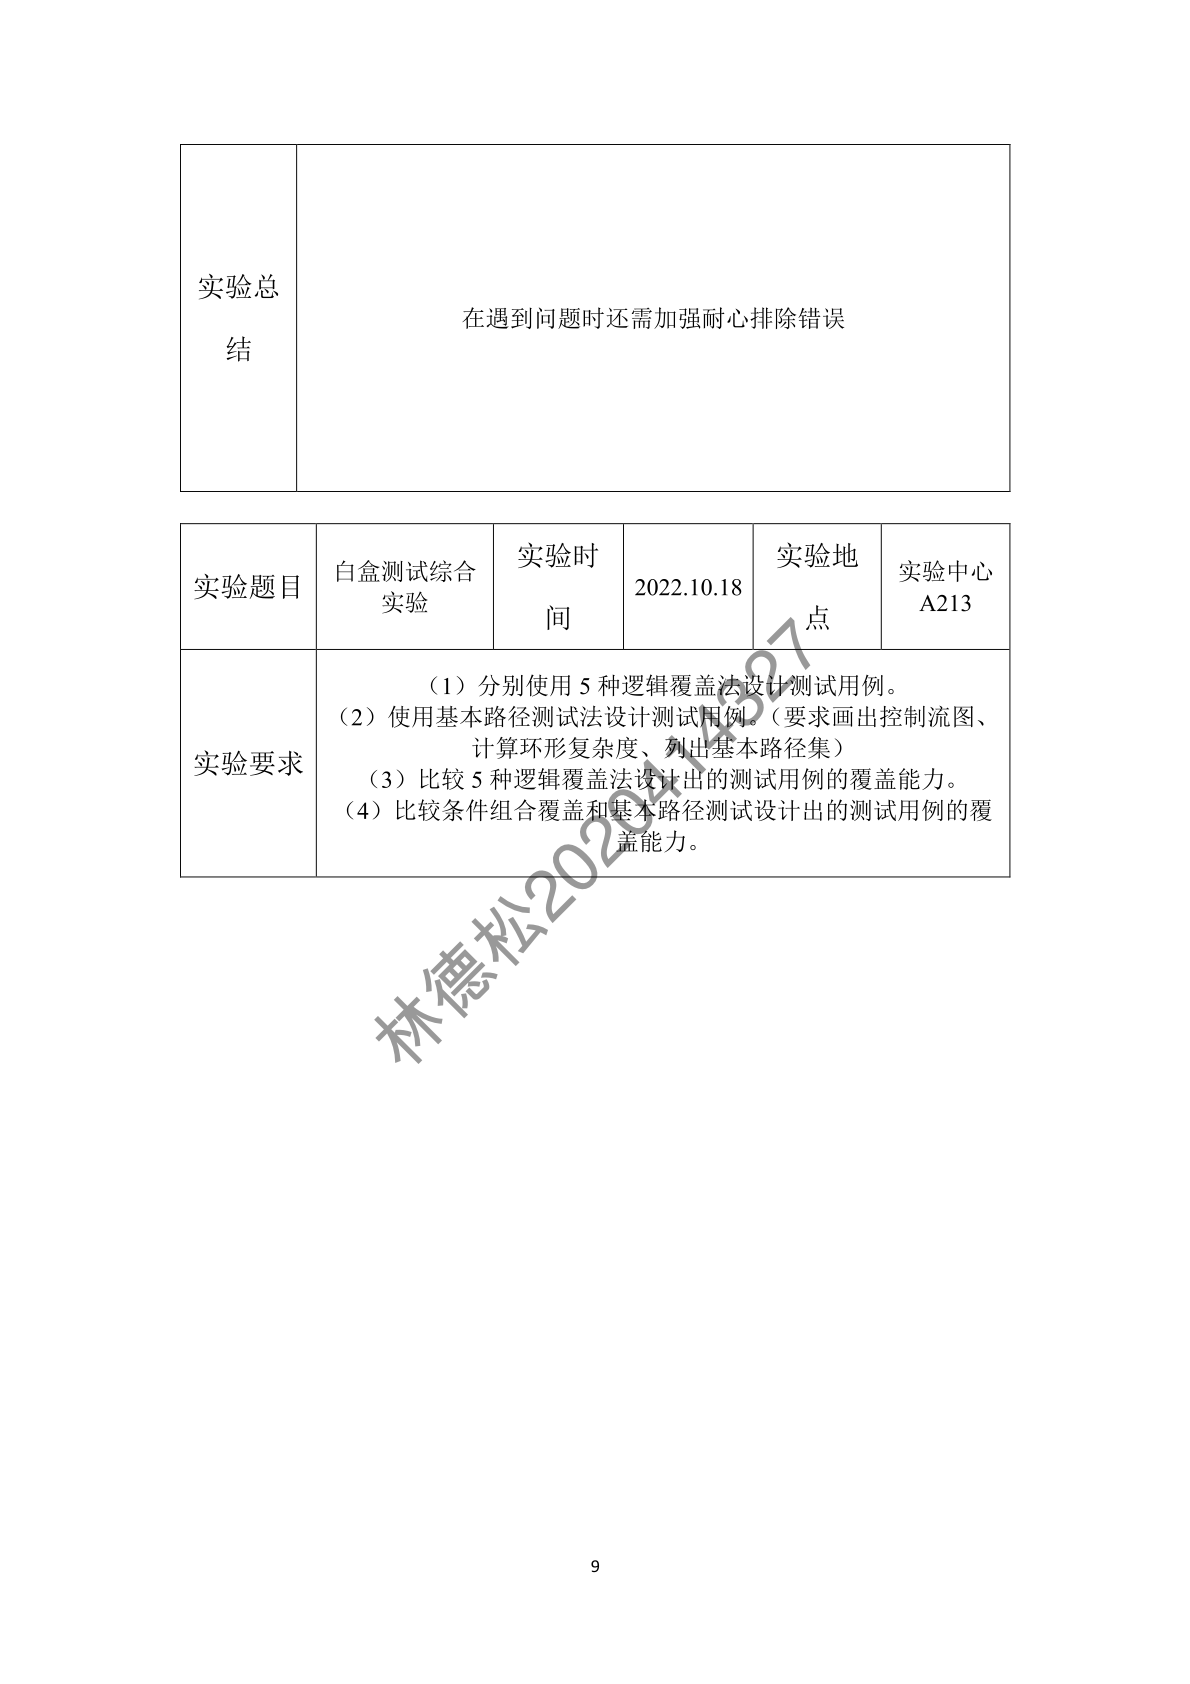 实验总
结
在遇到问题时还需加强耐心排除错误
实验题目
白盒测试综合
实验
实验时
间
2022.10.18
实验地
点
实验中心
A213
实验要求
（1）分别使用 5 种逻辑覆盖法设计测试用例。
（2）使用基本路径测试法设计测试用例。（要求画出控制流图、
计算环形复杂度、列出基本路径集）
（3）比较 5 种逻辑覆盖法设计出的测试用例的覆盖能力。
（4）比较条件组合覆盖和基本路径测试设计出的测试用例的覆
盖能力。
林德松2020414327
9